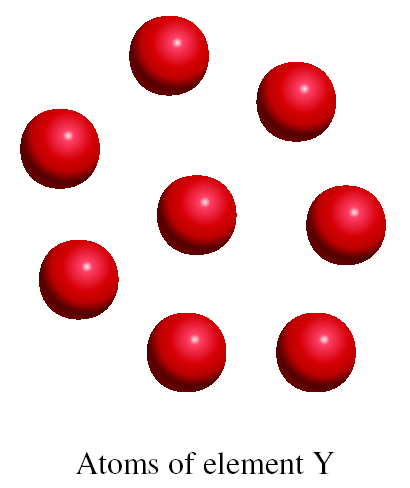 Atoms of element Y